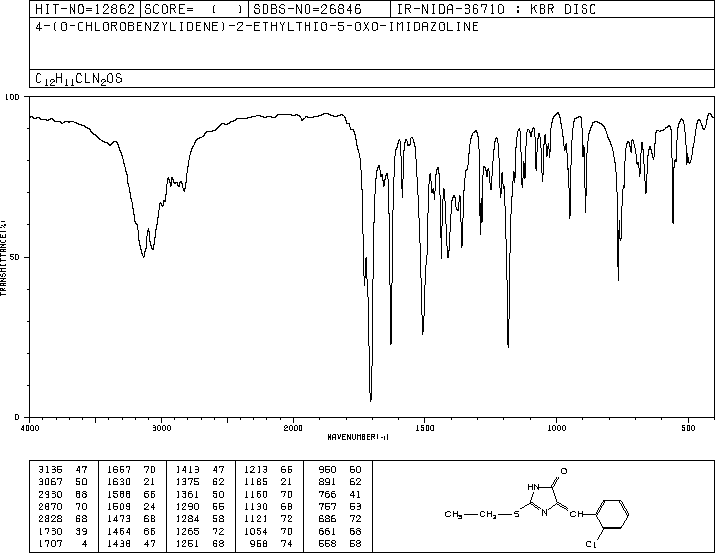 HIT-NO=12862 SCORE= ( ) SDBS-NO=26846 IR-NIDA-36710 : KBR DISC
4-(O-CHLOROBENZYLIDENE)-2-ETHYLTHIO-5-OXO-IMIDAZOLINE
C12H11CLN2OS
100
50
0
TRANSMITTANCE(%)
4000 3000 2000 1500 1000 500
WAVENUMBER(-1)
3135 47 1667 70 1413 47 1213 66 950 60
3067 50 1630 21 1375 62 1185 21 891 62
2930 68 1588 66 1361 50 1160 70 766 41
2870 70 1509 24 1290 55 1130 68 757 53
2828 68 1473 68 1284 58 1121 72 686 72
1730 39 1464 66 1265 72 1054 70 661 68
1707 4 1438 47 1251 68 968 74 558 58
O
HN
CH3—CH2—S N CH
Cl